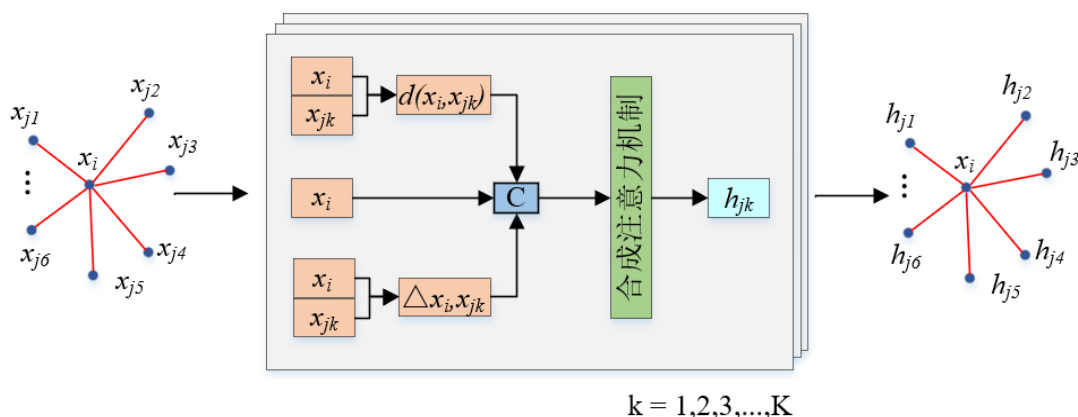 x_{j1}
x_{j2}
x_{j3}
x_i
...
x_{j6}
x_{j5}
x_{j4}
x_i
x_{jk}
d(x_i,x_{jk})
x_i
C
合成注意力机制
h_{jk}
x_i
x_{jk}
△x_i,x_{jk}
h_{j1}
h_{j2}
h_{j3}
x_i
...
h_{j6}
h_{j5}
h_{j4}
k = 1,2,3,...,K